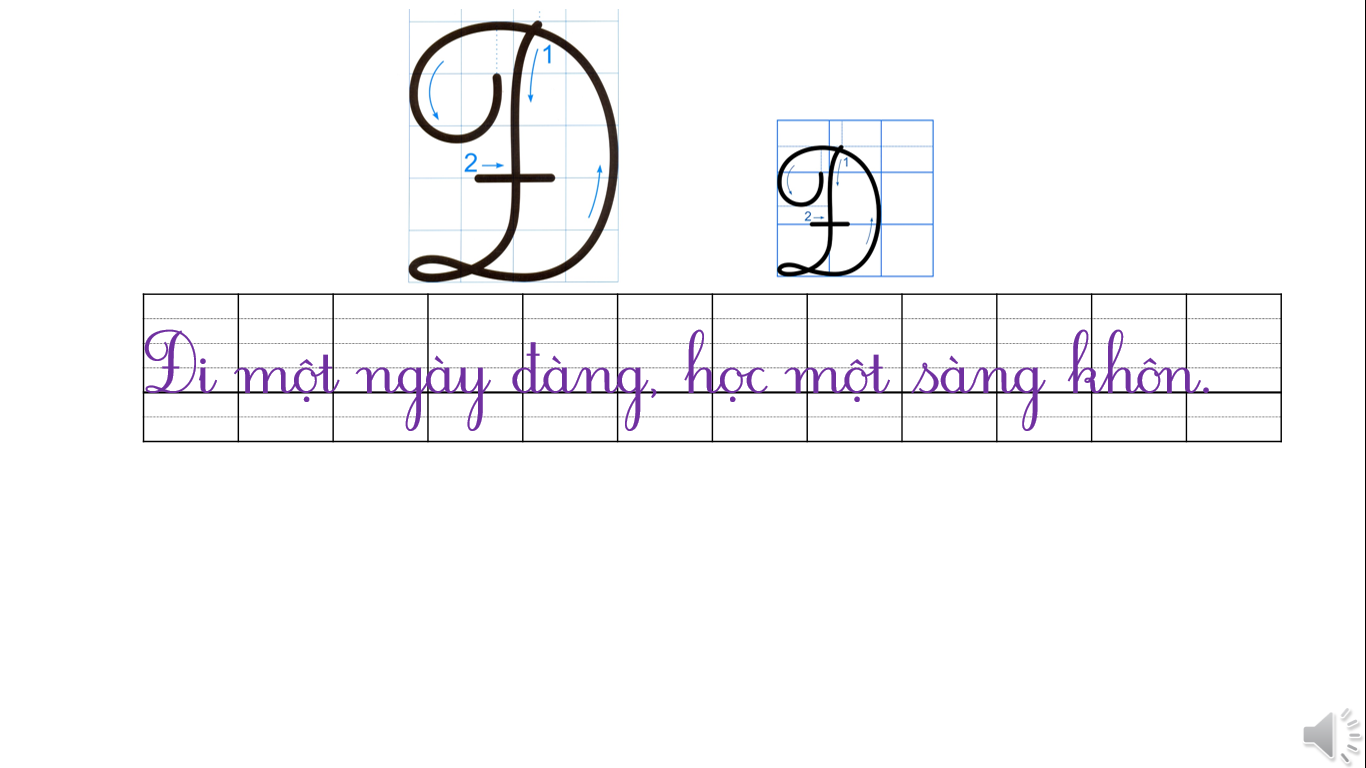 Đ
1
2
Đ
1
2
Đi một ngày đàng, học một sàng khôn.